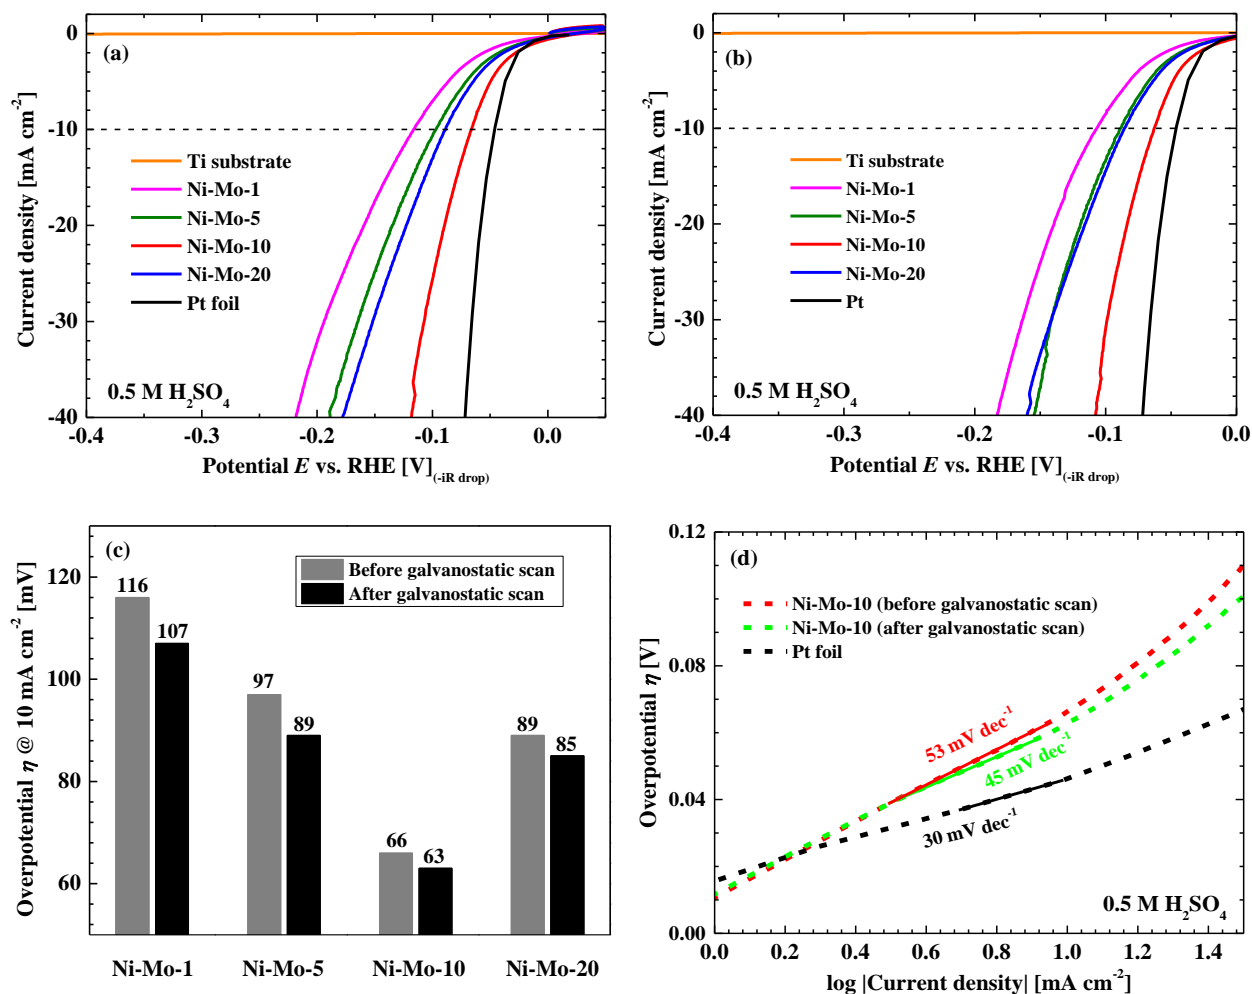 (a)
Current density [mA cm⁻²]
0
-10
-20
-30
-40
Ti substrate
Ni-Mo-1
Ni-Mo-5
Ni-Mo-10
Ni-Mo-20
Pt foil
0.5 M H₂SO₄
-0.4 -0.3 -0.2 -0.1 0.0
Potential E vs. RHE [V](-iR drop)
(b)
Current density [mA cm⁻²]
0
-10
-20
-30
-40
Ti substrate
Ni-Mo-1
Ni-Mo-5
Ni-Mo-10
Ni-Mo-20
Pt
0.5 M H₂SO₄
-0.4 -0.3 -0.2 -0.1 0.0
Potential E vs. RHE [V](-iR drop)
(c)
Overpotential η @ 10 mA cm⁻² [mV]
120
100
80
60
Before galvanostatic scan
After galvanostatic scan
116
107
97
89
66
63
89
85
Ni-Mo-1 Ni-Mo-5 Ni-Mo-10 Ni-Mo-20
(d)
Overpotential η [V]
0.12
0.08
0.04
0.00
Ni-Mo-10 (before galvanostatic scan)
Ni-Mo-10 (after galvanostatic scan)
Pt foil
53 mV dec⁻¹
45 mV dec⁻¹
30 mV dec⁻¹
0.5 M H₂SO₄
0.0 0.2 0.4 0.6 0.8 1.0 1.2 1.4
log |Current density| [mA cm⁻²]